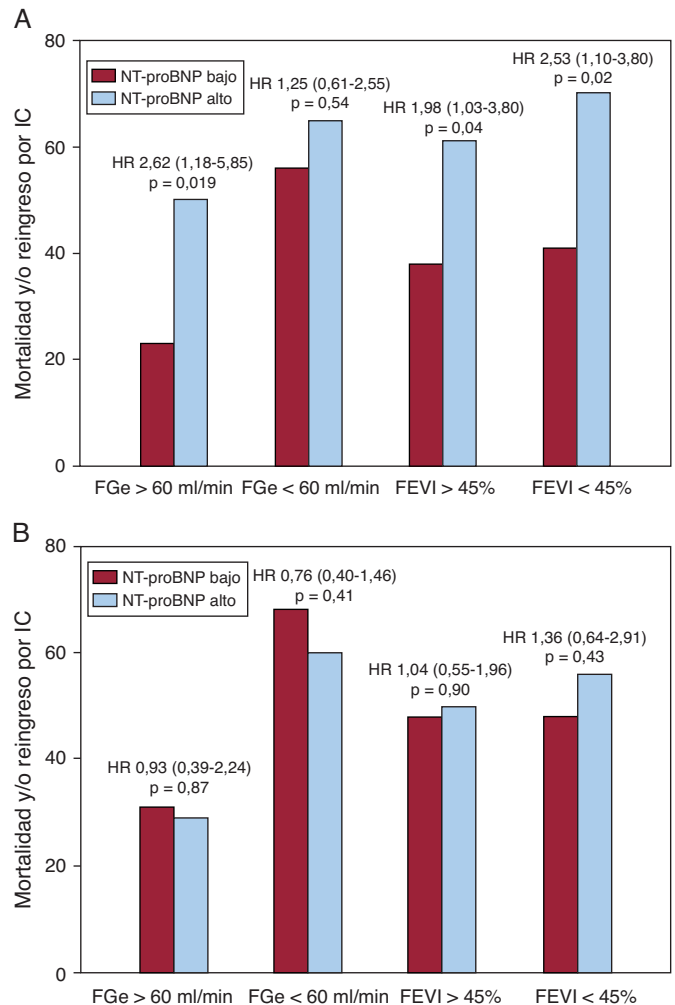 A
80
60
40
20
0
Mortalidad y/o reingreso por IC
NT-proBNP bajo
NT-proBNP alto
HR 2,62 (1,18-5,85)
p = 0,019
HR 1,25 (0,61-2,55)
p = 0,54
HR 1,98 (1,03-3,80)
p = 0,04
HR 2,53 (1,10-3,80)
p = 0,02
FGe > 60 ml/min
FGe < 60 ml/min
FEVI > 45%
FEVI < 45%
B
80
60
40
20
0
Mortalidad y/o reingreso por IC
NT-proBNP bajo
NT-proBNP alto
HR 0,93 (0,39-2,24)
p = 0,87
HR 0,76 (0,40-1,46)
p = 0,41
HR 1,04 (0,55-1,96)
p = 0,90
HR 1,36 (0,64-2,91)
p = 0,43
FGe > 60 ml/min
FGe < 60 ml/min
FEVI > 45%
FEVI < 45%